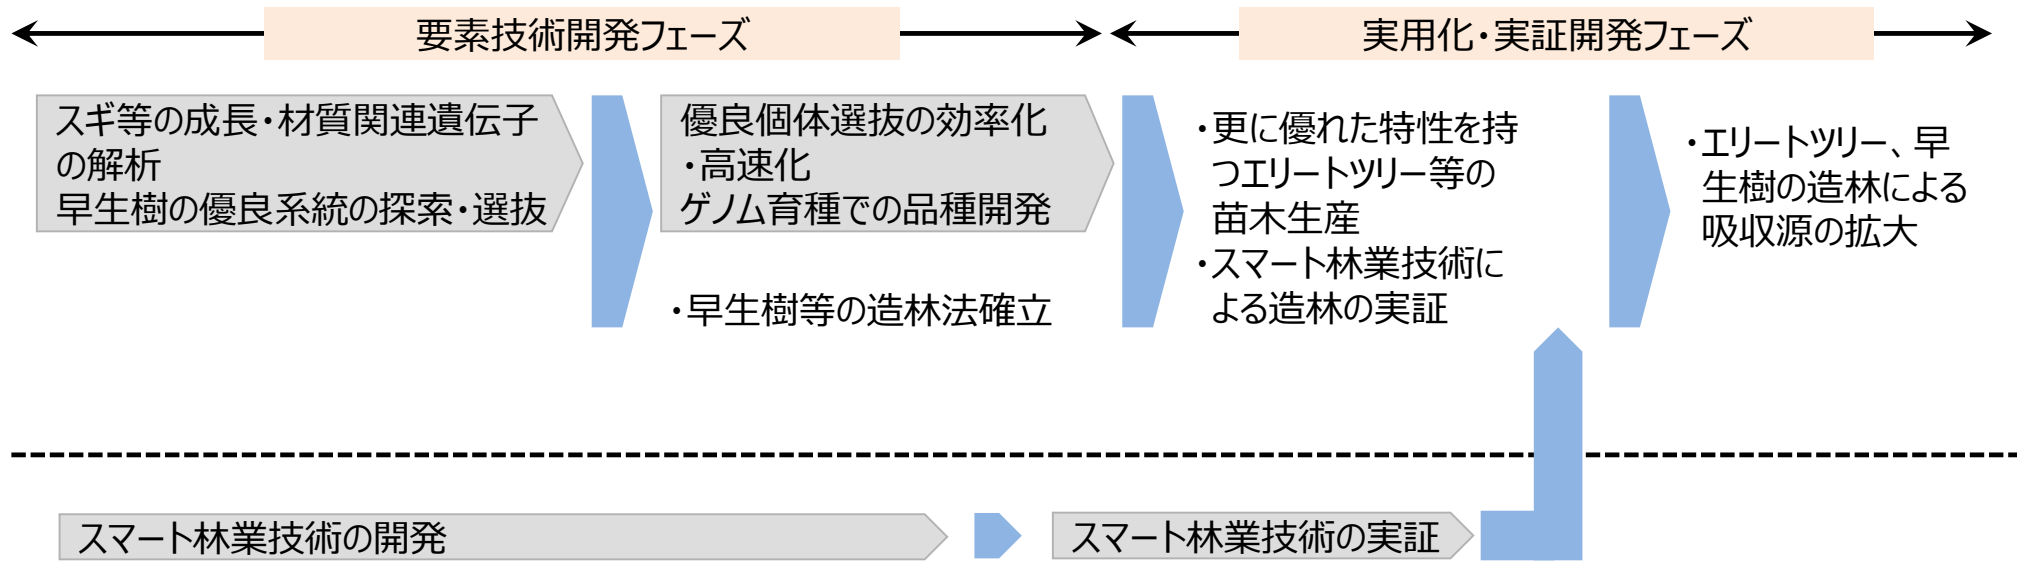 要素技術開発フェーズ
実用化・実証開発フェーズ
スギ等の成長・材質関連遺伝子
の解析
早生樹の優良系統の探索・選抜
優良個体選抜の効率化
・高速化
ゲノム育種での品種開発
・早生樹等の造林法確立
・更に優れた特性を持
つエリートツリー等の
苗木生産
・スマート林業技術に
よる造林の実証
・エリートツリー、早
生樹の造林による
吸収源の拡大
スマート林業技術の開発
スマート林業技術の実証